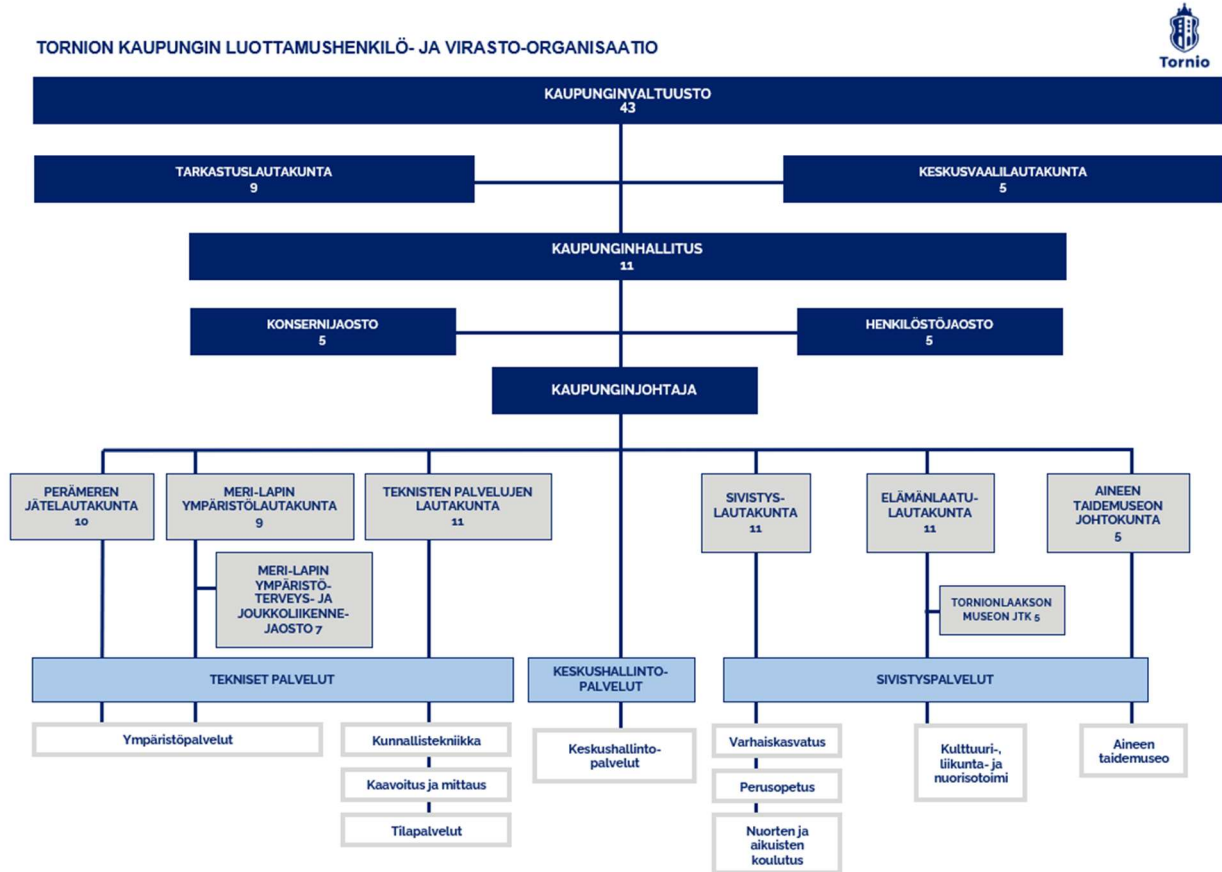 TORNION KAUPUNGIN LUOTTAMUSHENKILÖ- JA VIRASTO-ORGANISAATIO
Tornio
KAUPUNGINVALTUUSTO
43
TARKASTUSLAUTAKUNTA
9
KESKUSVAALILAUTAKUNTA
5
KAUPUNGINHALLITUS
11
KONSERNIJAOSTO
5
HENKILÖSTÖJAOSTO
5
KAUPUNGINJOHTAJA
PERÄMEREN
JÄTELAUTAKUNTA
10
MERI-LAPIN
YMPÄRISTÖLAUTAKUNTA
9
TEKNISTEN PALVELUJEN
LAUTAKUNTA
11
SIVISTYS-
LAUTAKUNTA
11
ELÄMÄNLAATU-
LAUTAKUNTA
11
AINEEN
TAIDEMUSEON
JOHTOKUNTA
5
MERI-LAPIN
YMPÄRISTÖ-
TERVEYS- JA
JOUKKOLIIKENNE-
JAOSTO 7
TORNIONLAAKSON
MUSEON JTK 5
TEKNISET PALVELUT
KESKUSHALLINTO-
PALVELUT
SIVISTYSPALVELUT
Ympäristöpalvelut
Kunnallistekniikka
Kaavoitus ja mittaus
Tilapalvelut
Keskushallinto-
palvelut
Varhaiskasvatus
Perusopetus
Nuorten ja
aikuisten
koulutus
Kulttuuri-,
liikunta- ja
nuorisotoimi
Aineen
taidemuseo